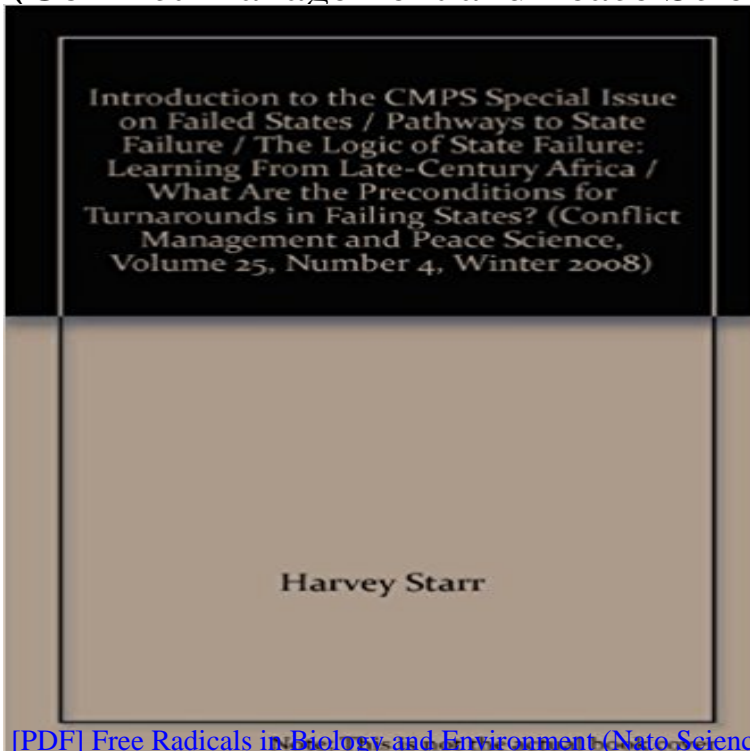 Introduction to the CMPS Special Issue
on Failed States / Pathways to State
Failure / The Logic of State Failure:
Learning From Late-Century Africa /
What Are the Preconditions for
Turnarounds in Failing States? (Conflict
Management and Peace Science,
Volume 25, Number 4, Winter 2008)
Harvey Starr
[PDF] Free Radicals in Biology and Environment (Nato Scienc